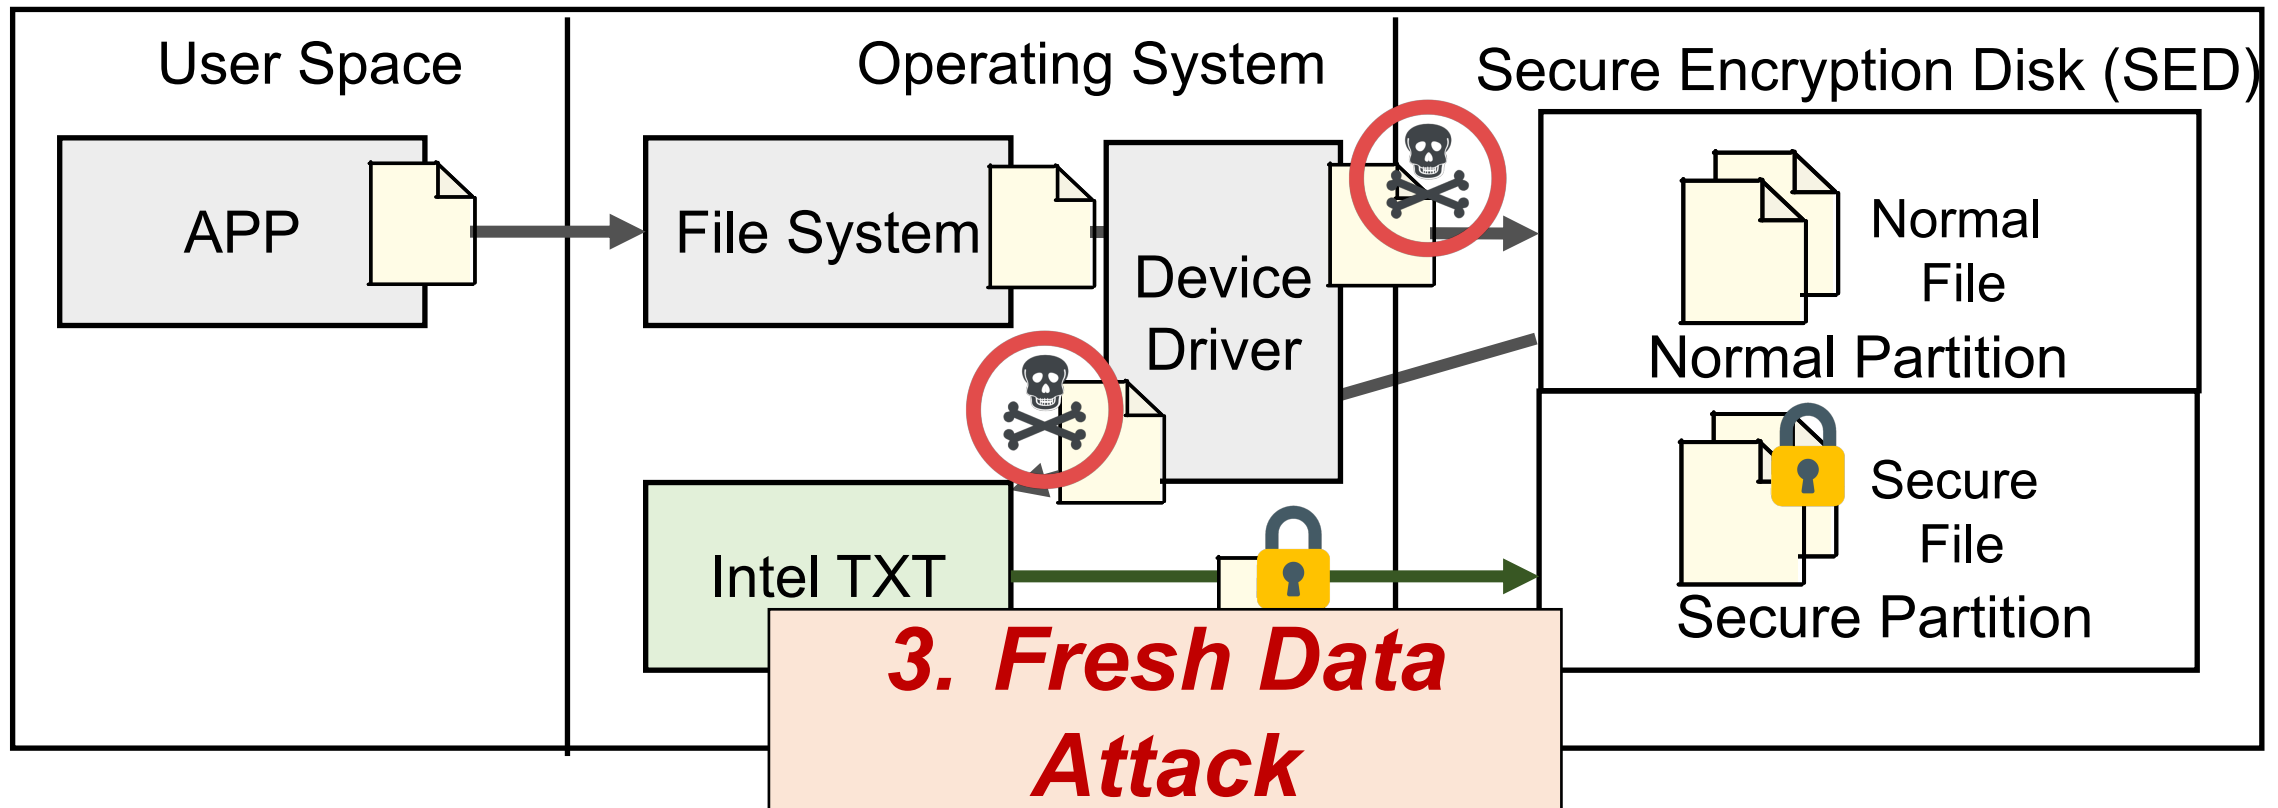 User Space
Operating System
Secure Encryption Disk (SED)
APP
File System
Device
Driver
Normal
File
Normal Partition
Intel TXT
Secure
File
Secure Partition
3. Fresh Data
Attack